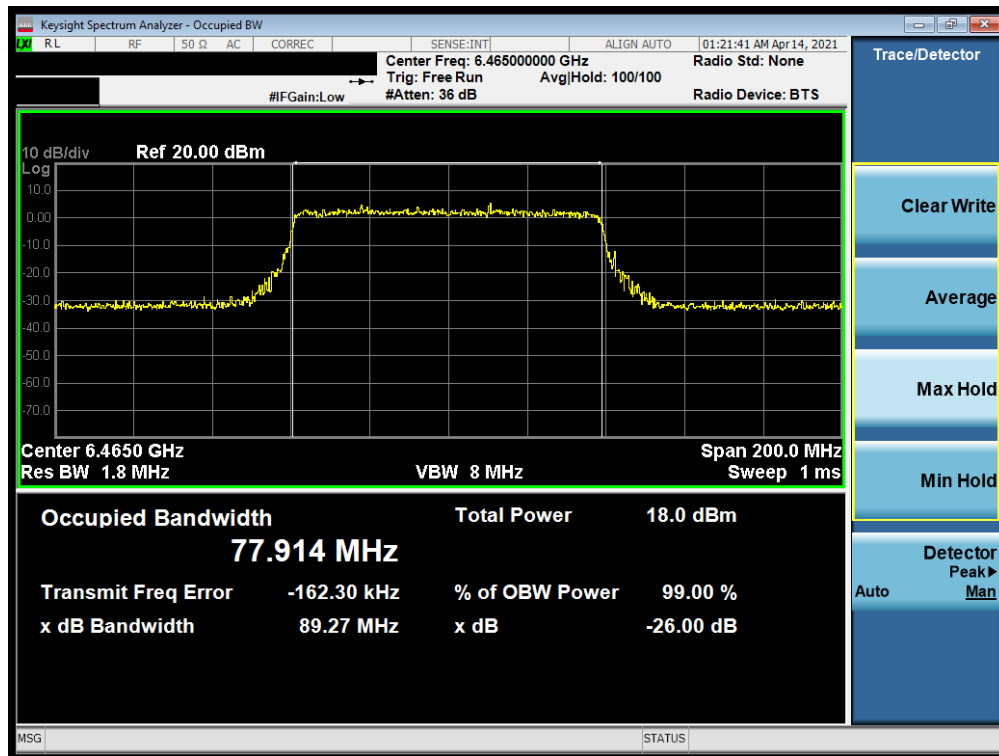 Keysight Spectrum Analyzer - Occupied BW
LXI RL RF 50 Ω AC CORREC SENSE:INT ALIGN AUTO 01:21:41 AM Apr 14, 2021
Center Freq: 6.465000000 GHz Radio Std: None
Trig: Free Run Avg|Hold: 100/100
#IFGain:Low #Atten: 36 dB Radio Device: BTS
10 dB/div Ref 20.00 dBm
Log
10.0
0.00
-10.0
-20.0
-30.0
-40.0
-50.0
-60.0
-70.0
Center 6.4650 GHz Span 200.0 MHz
Res BW 1.8 MHz VBW 8 MHz Sweep 1 ms
Occupied Bandwidth Total Power 18.0 dBm
77.914 MHz
Transmit Freq Error -162.30 kHz % of OBW Power 99.00 %
x dB Bandwidth 89.27 MHz x dB -26.00 dB
MSG STATUS
Trace/Detector
Clear Write
Average
Max Hold
Min Hold
Detector
Peak▶
Auto Man